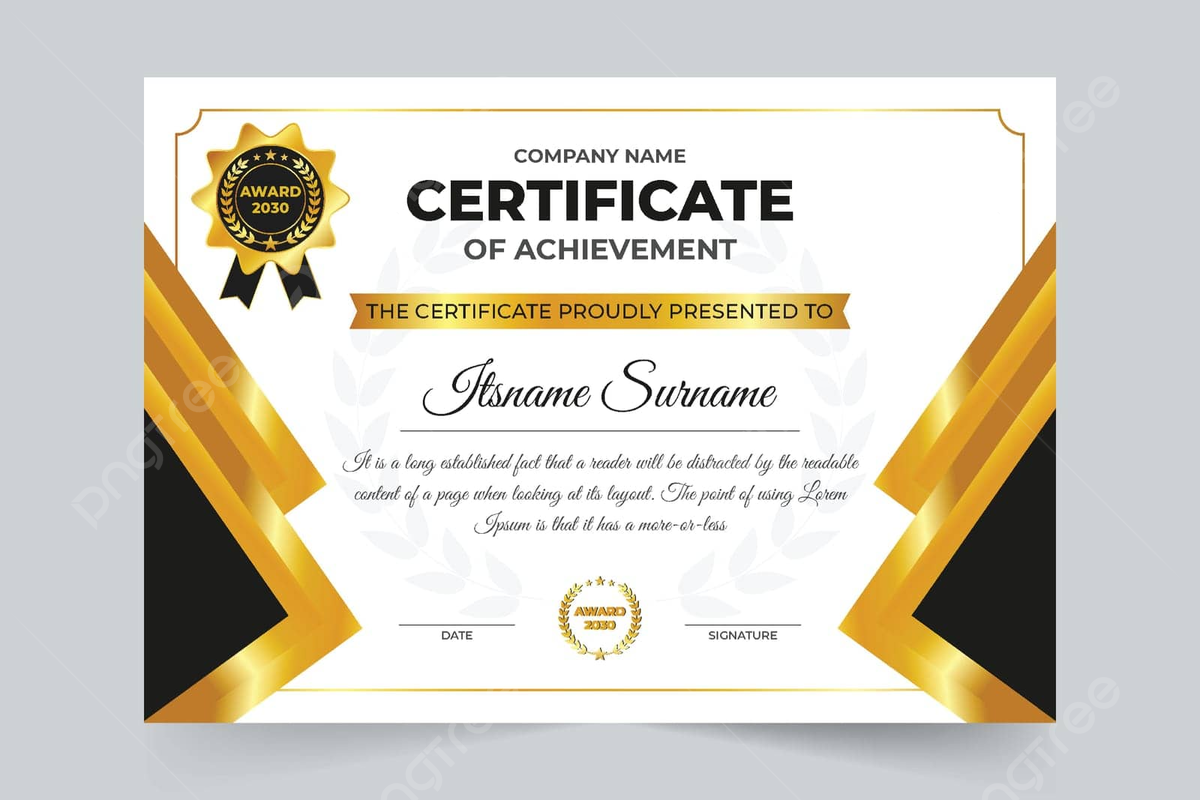 COMPANY NAME
CERTIFICATE
OF ACHIEVEMENT
AWARD
2030
THE CERTIFICATE PROUDLY PRESENTED TO
Itsname Surname
It is a long established fact that a reader will be distracted by the readable
content of a page when looking at its layout. The point of using Lorem
Ipsum is that it has a more-or-less
AWARD
2030
DATE
SIGNATURE
pngtree
pngtree
pngtree
pngtree